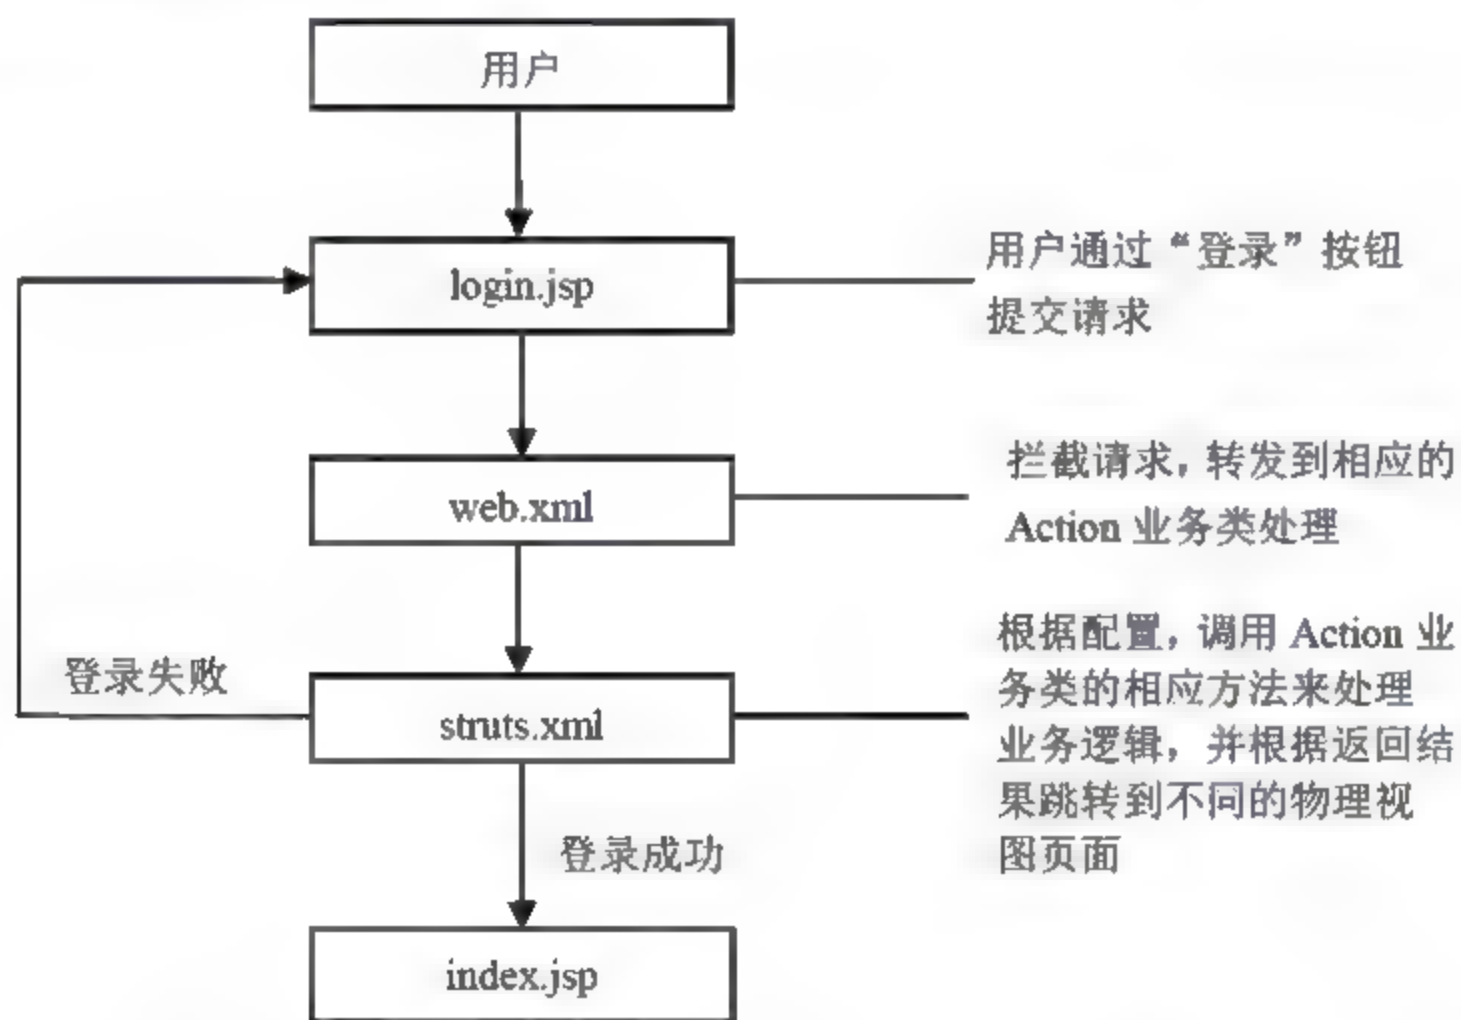 用户
login.jsp
用户通过“登录”按钮
提交请求
web.xml
拦截请求，转发到相应的
Action 业务类处理
登录失败
struts.xml
根据配置，调用 Action 业
务类的相应方法来处理
业务逻辑，并根据返回结
果跳转到不同的物理视
图页面
登录成功
index.jsp